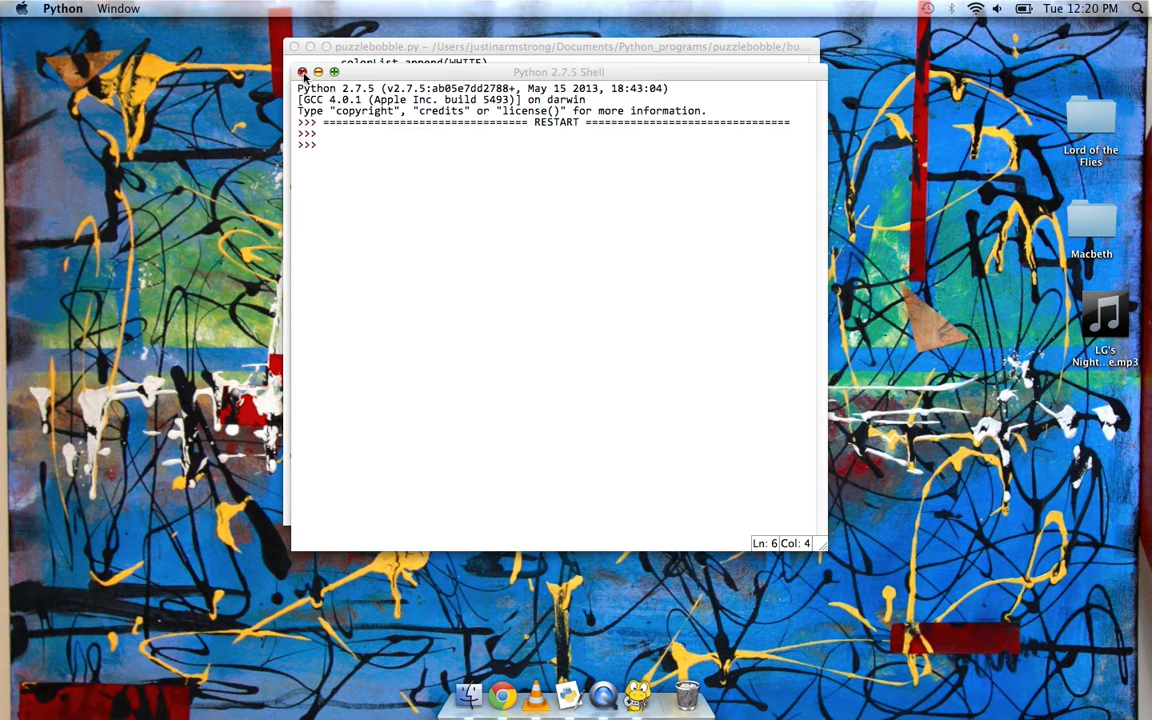 Python Window
Tue 12:20 PM
puzzlebobble.py - /Users/justinarmstrong/Documents/Python_programs/puzzlebobble/bu...
colorList.append(WHITE)
Python 2.7.5 Shell
Python 2.7.5 (v2.7.5:ab05e7dd2788+, May 15 2013, 18:43:04)
[GCC 4.0.1 (Apple Inc. build 5493)] on darwin
Type "copyright", "credits" or "license()" for more information.
>>> ================================ RESTART ================================
>>>
>>>
Ln: 6 Col: 4
Lord of the
Flies
Macbeth
LG's
Night...e.mp3